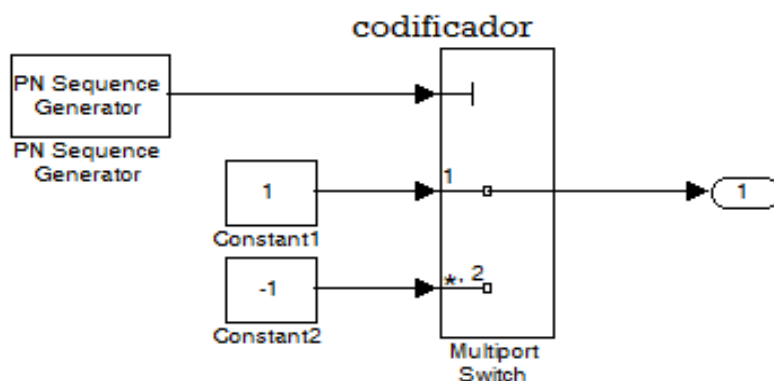 codificador
PN Sequence
Generator
PN Sequence
Generator
1
Constant1
-1
Constant2
1
*, 2
Multiport
Switch
1